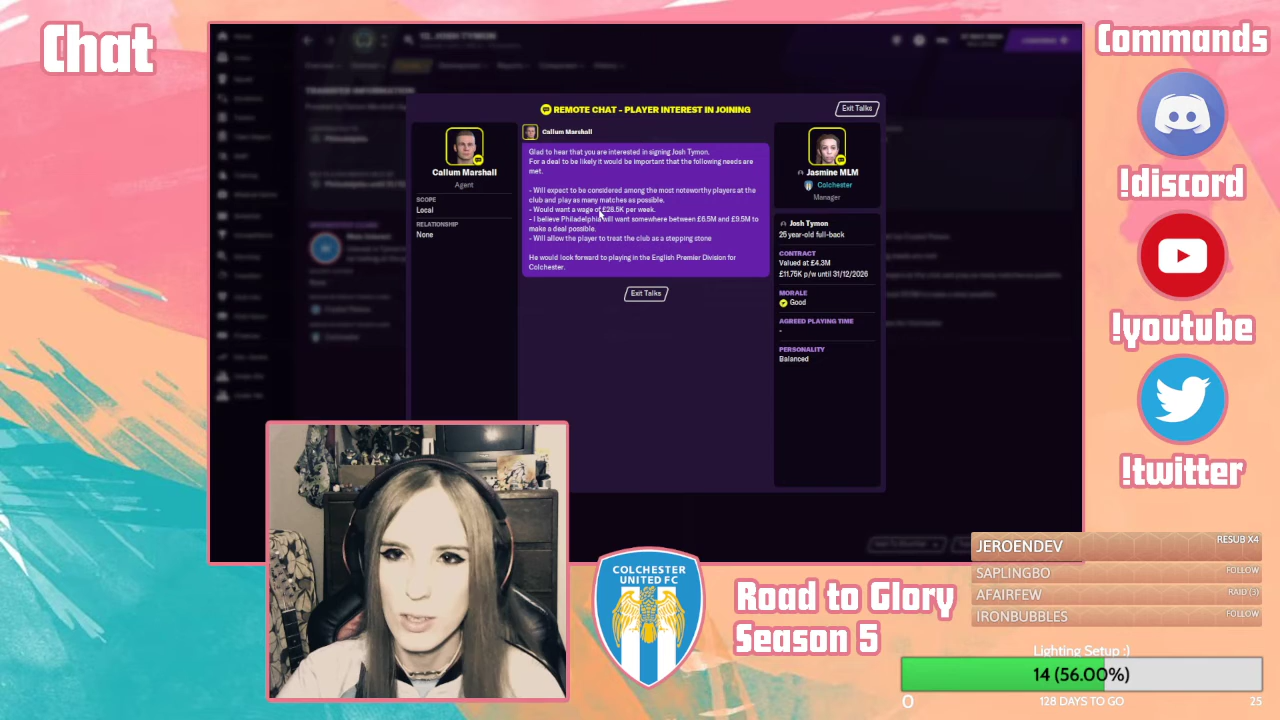 Chat
Commands
!discord
!youtube
!twitter
12. JOSH TYMON
TRANSFER INFORMATION
REMOTE CHAT - PLAYER INTEREST IN JOINING
Exit Talks
Callum Marshall
Agent
SCOPE
Local
RELATIONSHIP
None
Callum Marshall
Glad to hear that you are interested in signing Josh Tymon.
For a deal to be likely it would be important that the following needs are
met.
- Will expect to be considered among the most noteworthy players at the
club and play as many matches as possible.
- Would want a wage of £28.5K per week.
- I believe Philadelphia will want somewhere between £6.5M and £9.5M to
make a deal possible.
- Will allow the player to treat the club as a stepping stone
He would look forward to playing in the English Premier Division for
Colchester.
Exit Talks
Jasmine MLM
Colchester
Manager
Josh Tymon
25 year-old full-back
CONTRACT
Valued at £4.3M
£11.75K p/w until 31/12/2026
MORALE
Good
AGREED PLAYING TIME
-
PERSONALITY
Balanced
COLCHESTER
UNITED FC
Road to Glory
Season 5
JEROENDEV RESUB X4
SAPLINGBO FOLLOW
AFAIRFEW RAID (3)
IRONBUBBLES FOLLOW
Lighting Setup :)
14 (56.00%)
0 128 DAYS TO GO 25